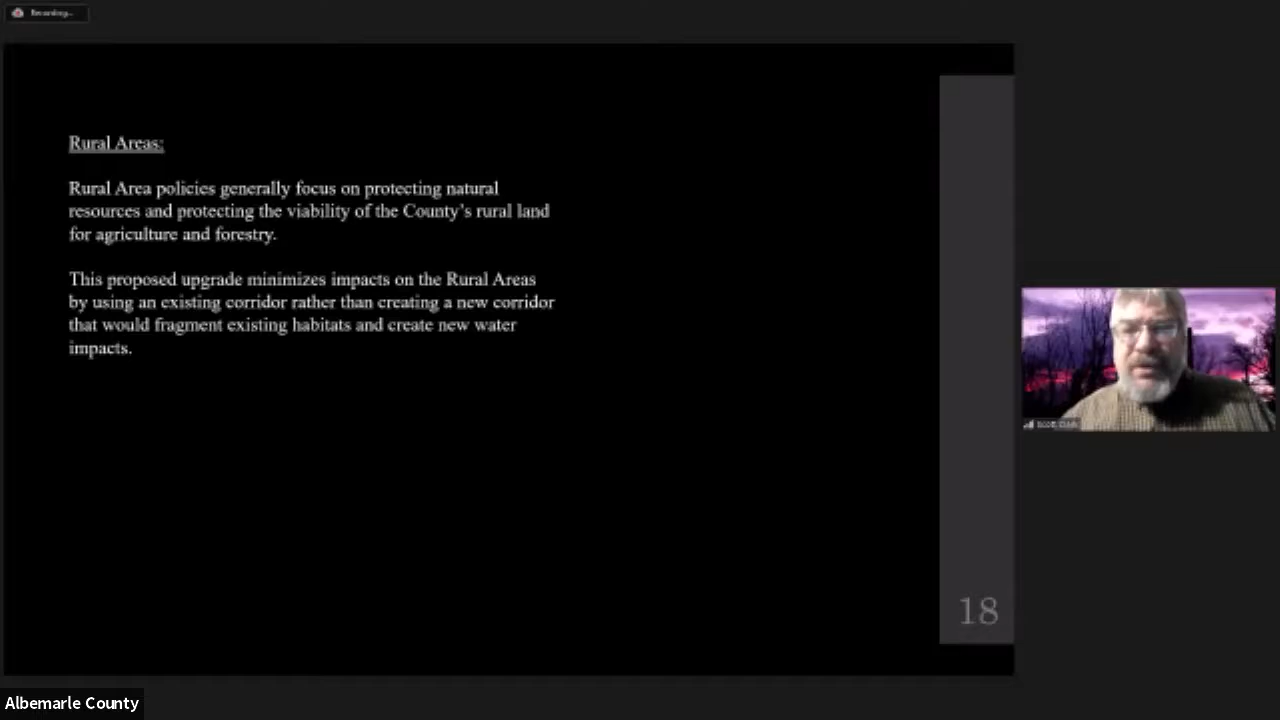 Recording...
Rural Areas:
Rural Area policies generally focus on protecting natural
resources and protecting the viability of the County's rural land
for agriculture and forestry.
This proposed upgrade minimizes impacts on the Rural Areas
by using an existing corridor rather than creating a new corridor
that would fragment existing habitats and create new water
impacts.
18
Albemarle County